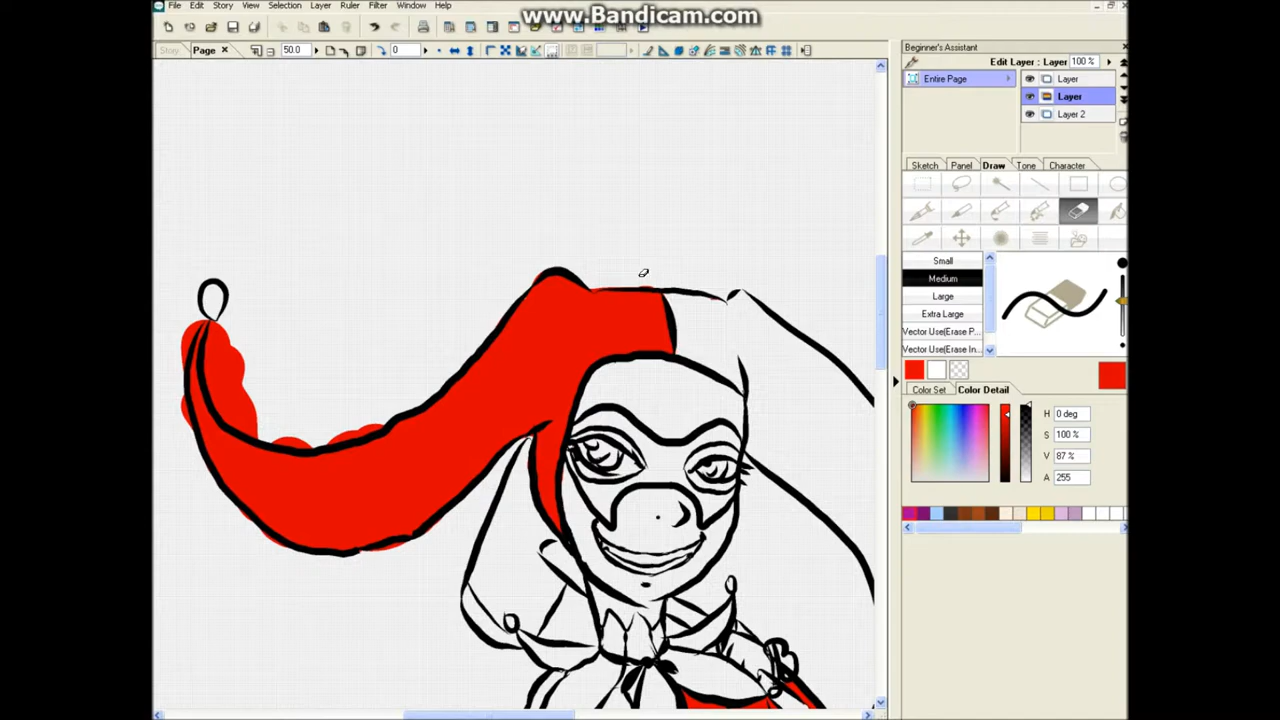 www.Bandicam.com
File Edit View Story Selection Layer Ruler Filter Window Help
Story Page 50.0 0
Beginner's Assistant
Edit Layer : Layer 100 %
Entire Page
Layer
Layer
Layer 2
Sketch Panel Draw Tone Character
Small
Medium
Large
Extra Large
Vector Use(Erase P
Vector Use(Erase In
Color Set Color Detail
H 0 deg
S 100 %
V 87 %
A 255